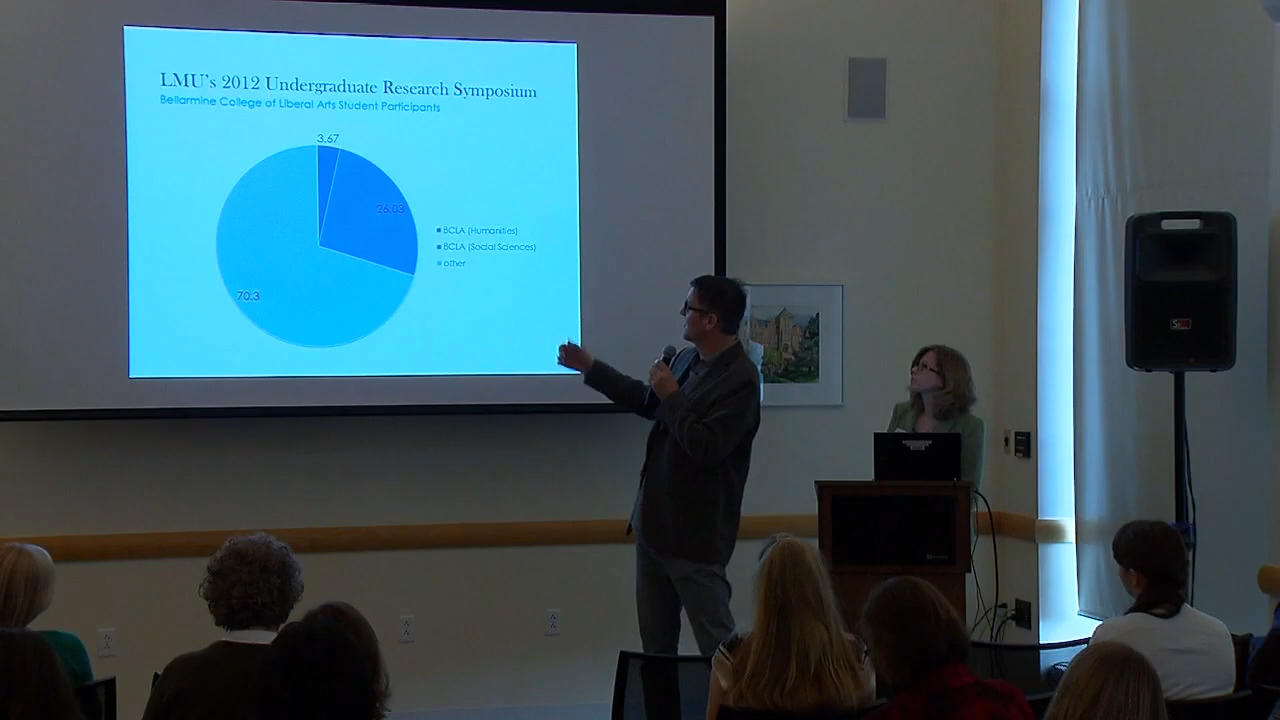 LMU's 2012 Undergraduate Research Symposium
Bellarmine College of Liberal Arts Student Participants
3.67
26.03
70.3
BCLA (Humanities)
BCLA (Social Sciences)
other